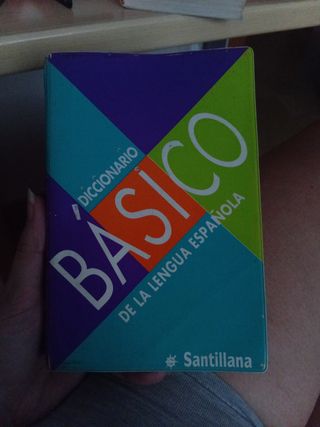 DICCIONARIO
BÁSICO
DE LA LENGUA ESPAÑOLA
Santillana